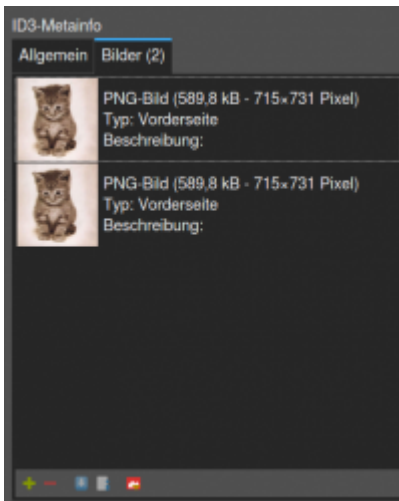 ID3-Metainfo
Allgemein Bilder (2)
PNG-Bild (589,8 kB - 715×731 Pixel)
Typ: Vorderseite
Beschreibung:
PNG-Bild (589,8 kB - 715×731 Pixel)
Typ: Vorderseite
Beschreibung: